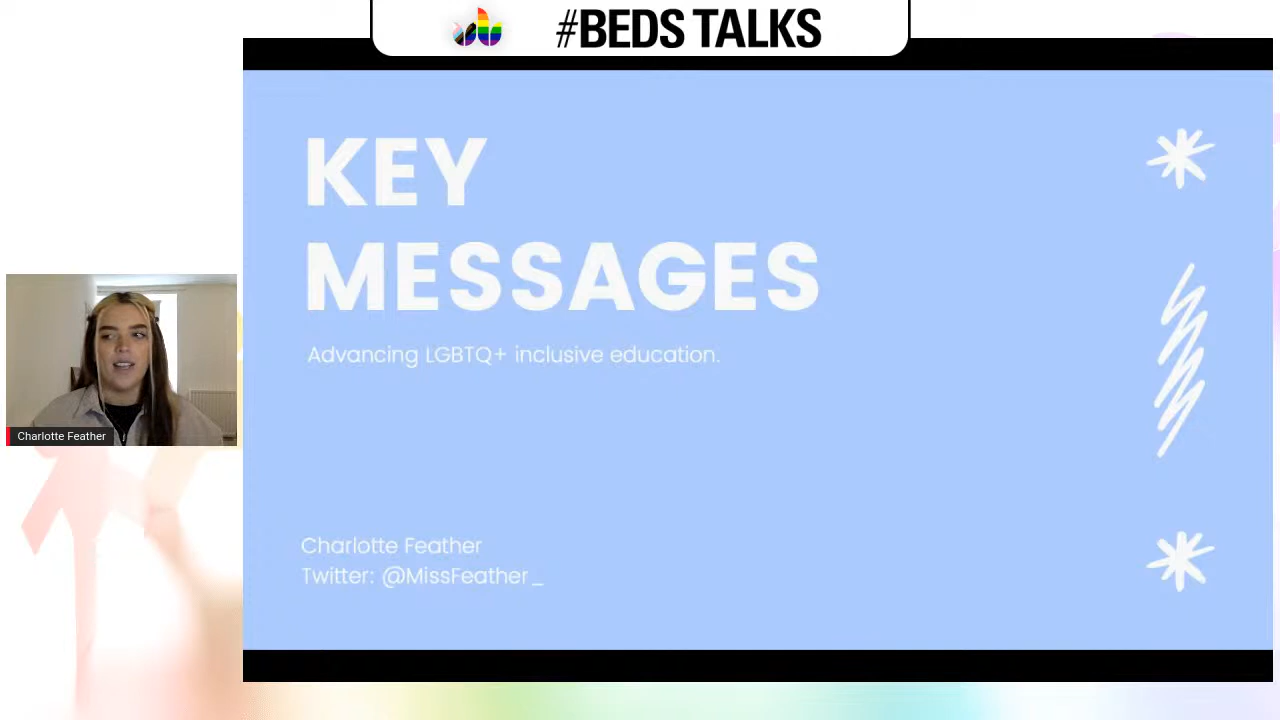 #BEDS TALKS
KEY
MESSAGES
Advancing LGBTQ+ inclusive education.
Charlotte Feather
Charlotte Feather
Twitter: @MissFeather_